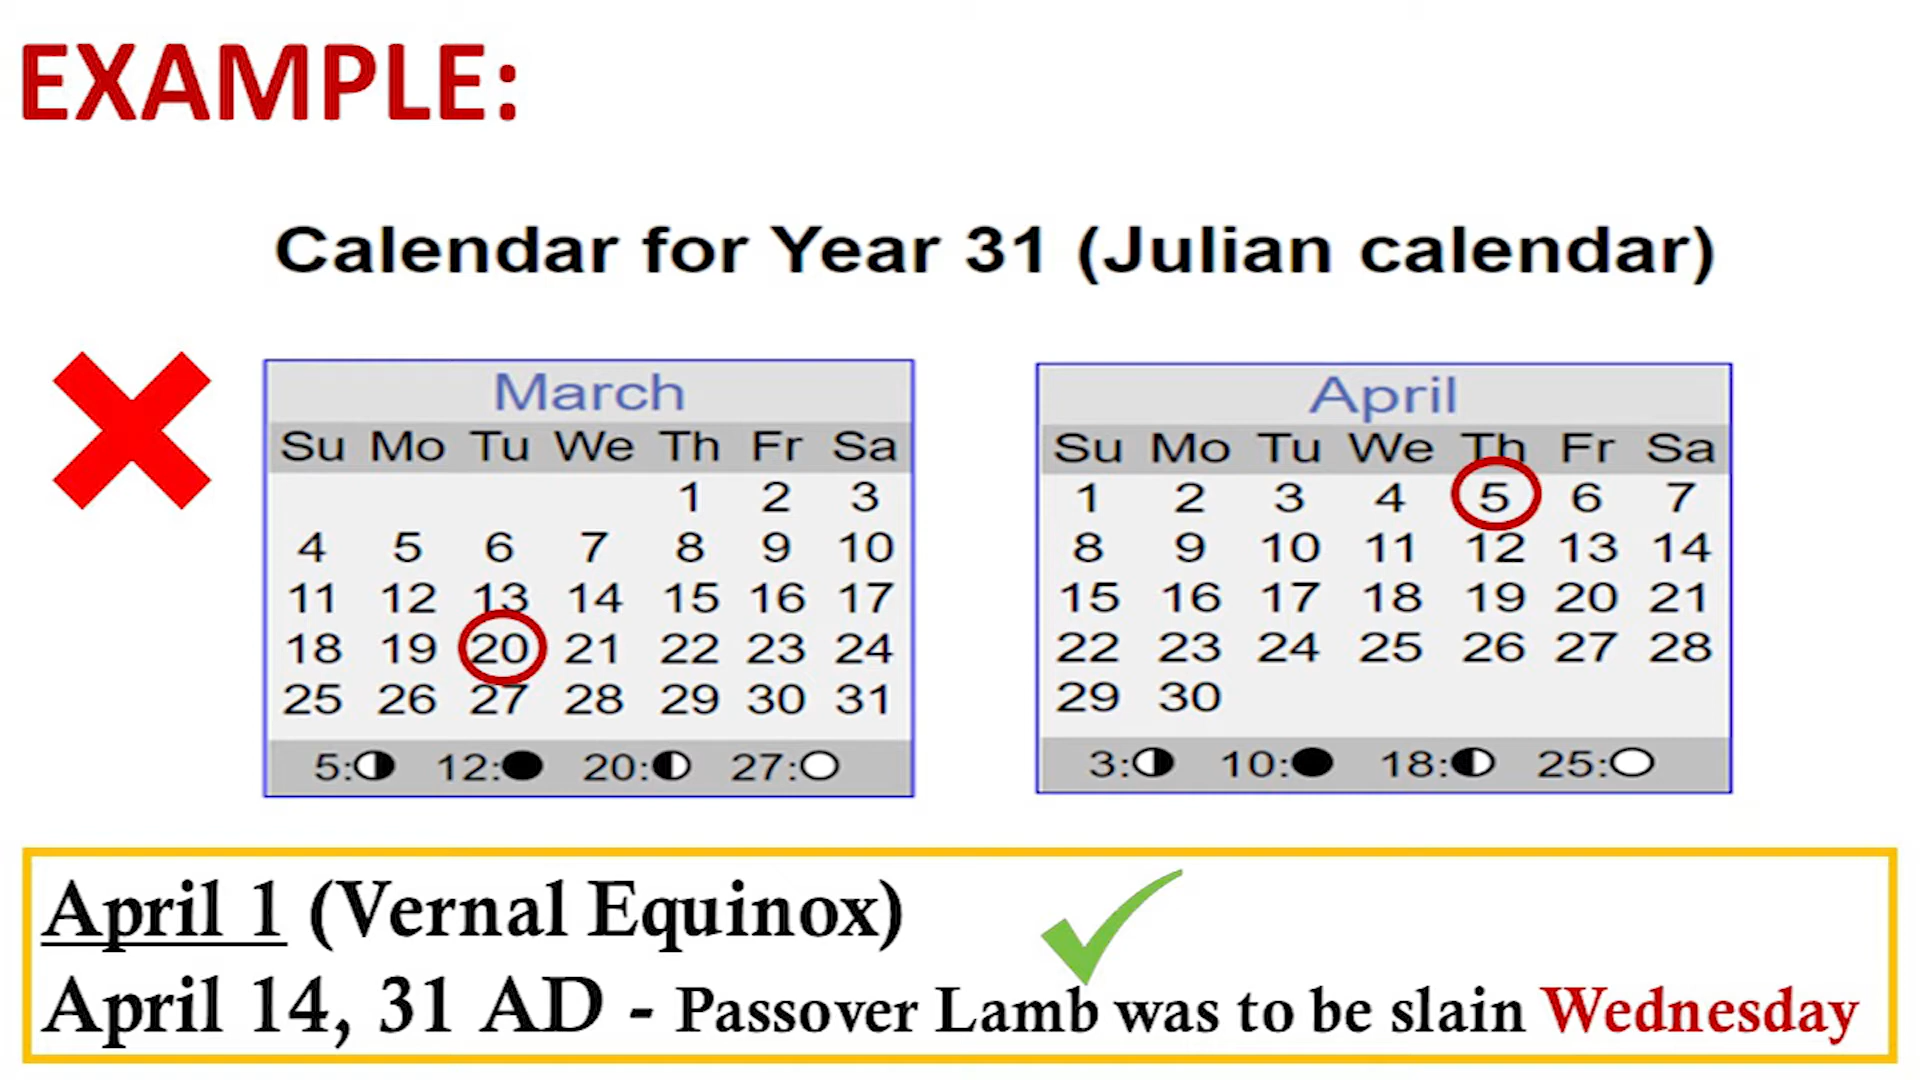 EXAMPLE:
Calendar for Year 31 (Julian calendar)
March
Su Mo Tu We Th Fr Sa
1 2 3
4 5 6 7 8 9 10
11 12 13 14 15 16 17
18 19 20 21 22 23 24
25 26 27 28 29 30 31
5: 12: 20: 27:
April
Su Mo Tu We Th Fr Sa
1 2 3 4 5 6 7
8 9 10 11 12 13 14
15 16 17 18 19 20 21
22 23 24 25 26 27 28
29 30
3: 10: 18: 25:
April 1 (Vernal Equinox)
April 14, 31 AD - Passover Lamb was to be slain Wednesday